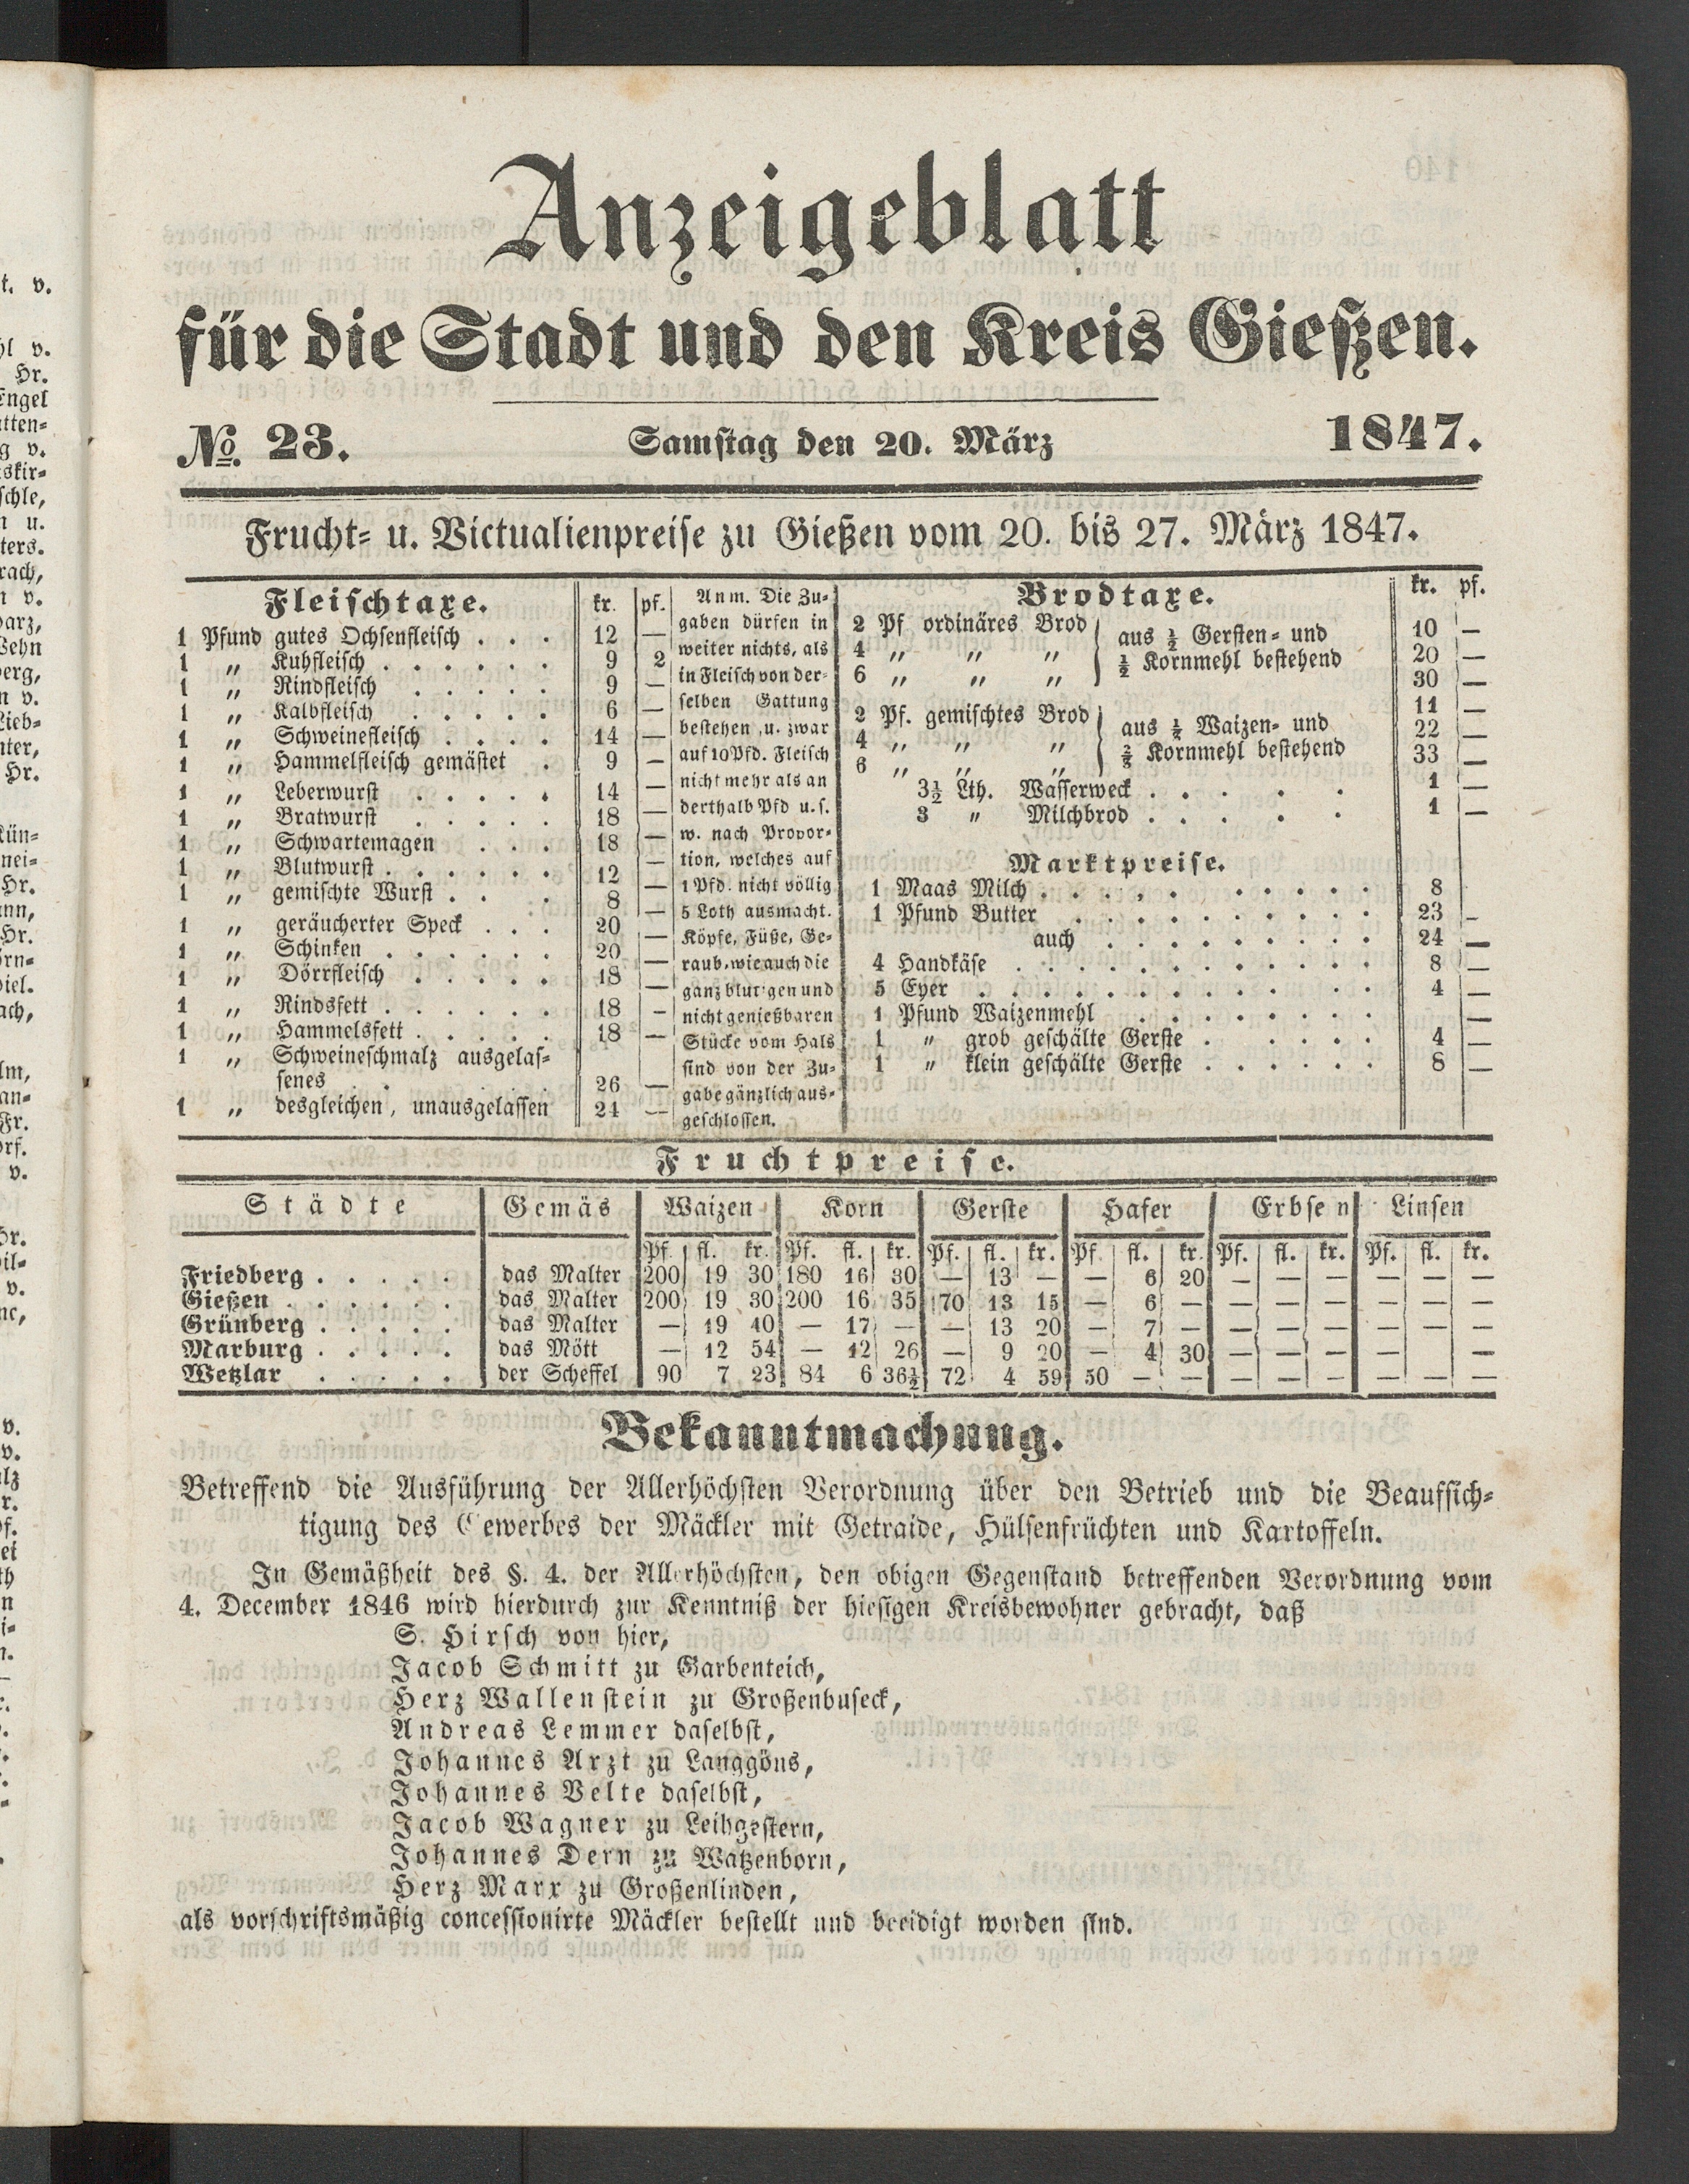 Anzeigeblatt
für die Stadt und den Kreis Gießen.
No. 23. Samstag den 20. März 1847.
Frucht- u. Victualienpreise zu Gießen vom 20. bis 27. März 1847.
Fleischtaxe. kr. pf.
1 Pfund gutes Ochsenfleisch . . . 12 —
1 „ Kuhfleisch . . . . . . 9 2
1 „ Rindfleisch . . . . . 9 —
1 „ Kalbfleisch . . . . . 6 —
1 „ Schweinefleisch . . . . 14 —
1 „ Hammelfleisch gemästet . 9 —
1 „ Leberwurst . . . . . 14 —
1 „ Bratwurst . . . . . 18 —
1 „ Schwartemagen . . . 18 —
1 „ Blutwurst . . . . . . 12 —
1 „ gemischte Wurst . . . 8 —
1 „ geräucherter Speck . . . 20 —
1 „ Schinken . . . . . . 20 —
1 „ Dörrfleisch . . . . . 18 —
1 „ Rindsfett . . . . . . 18 —
1 „ Hammelsfett . . . . . 18 —
1 „ Schweineschmalz ausgelas-
senes . . . . . 26 —
1 „ desgleichen, unausgelassen 24 —
Anm. Die Zu-
gaben dürfen in
weiter nichts, als
in Fleisch von der-
selben Gattung
bestehen, u. zwar
auf 10 Pfd. Fleisch
nicht mehr als an
derthalb Pfd u. s.
w. nach Propor-
tion, welches auf
1 Pfd. nicht völlig
5 Loth ausmacht.
Köpfe, Füße, Ge-
raub, wie auch die
ganz blutigen und
nicht genießbaren
Stücke vom Hals
sind von der Zu-
gabe gänzlich aus-
geschlossen.
Brodtaxe. kr. pf.
2 Pf ordinäres Brod aus ½ Gersten- und 10 —
4 „ „ „ ½ Kornmehl bestehend 20 —
6 „ „ „ 30 —
2 Pf. gemischtes Brod aus ⅓ Waizen- und 11 —
4 „ „ „ ⅔ Kornmehl bestehend 22 —
6 „ „ „ 33 —
3½ Lth. Wasserweck . . . . . 1 —
3 „ Milchbrod . . . . . 1 —
Marktpreise.
1 Maas Milch . . . . . . . . . . 8
1 Pfund Butter . . . . . . . . . 23 —
auch . . . . . . . . 24 —
4 Handkäse . . . . . . . . . . . 8 —
5 Eyer . . . . . . . . . . . 4 —
1 Pfund Waizenmehl . . . . . . . —
1 „ grob geschälte Gerste . . . . . 4 —
1 „ klein geschälte Gerste . . . . . . 8 —
Fruchtpreise.
Städte Gemäs Waizen Korn Gerste Hafer Erbsen Linsen
Pf. fl. kr. Pf. fl. kr. Pf. fl. kr. Pf. fl. kr. Pf. fl. kr. Pf. fl. kr.
Friedberg . . . . . das Malter 200 19 30 180 16 30 — 13 — — 6 20 — — — — — —
Gießen . . . . . . das Malter 200 19 30 200 16 35 170 13 15 — 6 — — — — — — —
Grünberg . . . . . das Malter — 19 40 — 17 — — 13 20 — 7 — — — — — — —
Marburg . . . . . das Mött — 12 54 — 12 26 — 9 20 — 4 30 — — — — —
Wetzlar . . . . . der Scheffel 90 7 23 84 6 36½ 72 4 59 50 — — — — — — — —
Bekanntmachung.
Betreffend die Ausführung der Allerhöchsten Verordnung über den Betrieb und die Beaufsich-
tigung des Gewerbes der Mäckler mit Getraide, Hülsenfrüchten und Kartoffeln.
In Gemäßheit des §. 4. der Allerhöchsten, den obigen Gegenstand betreffenden Verordnung vom
4. December 1846 wird hierdurch zur Kenntniß der hiesigen Kreisbewohner gebracht, daß
S. Hirsch von hier,
Jacob Schmitt zu Garbenteich,
Herz Wallenstein zu Großenbuseck,
Andreas Lemmer daselbst,
Johannes Arzt zu Langgöns,
Johannes Velte daselbst,
Jacob Wagner zu Leihgestern,
Johannes Dern zu Watzenborn,
Herz Marx zu Großenlinden,
als vorschriftsmäßig concessionirte Mäckler bestellt und beeidigt worden sind.